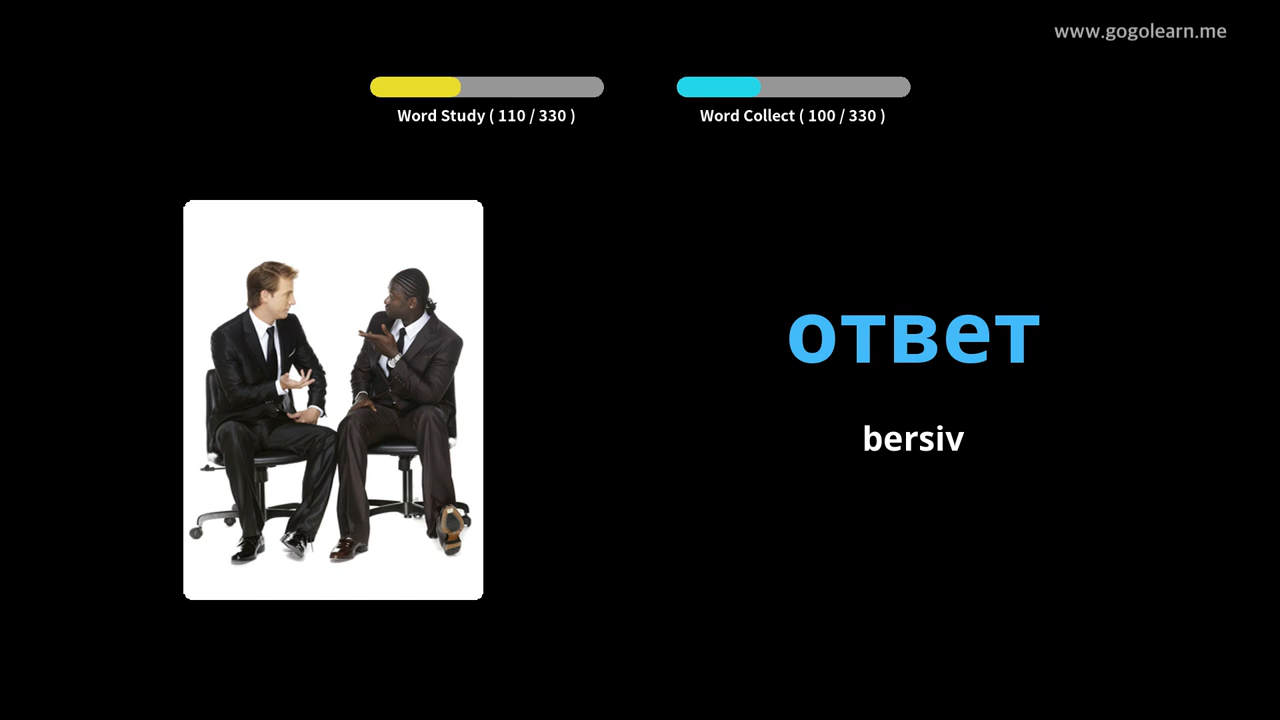 www.gogolearn.me
Word Study ( 110 / 330 )
Word Collect ( 100 / 330 )
ответ
bersiv